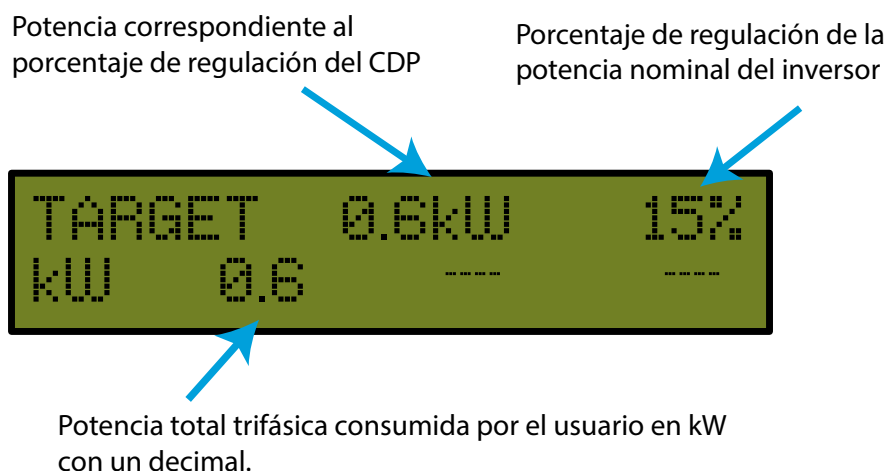 Potencia correspondiente al
porcentaje de regulación del CDP
Porcentaje de regulación de la
potencia nominal del inversor
TARGET 0.6kW 15%
kW 0.6 ---- ----
Potencia total trifásica consumida por el usuario en kW
con un decimal.